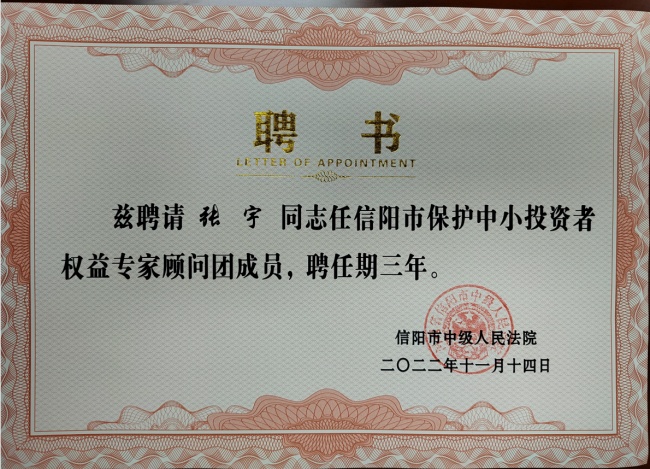 聘 书
LETTER OF APPOINTMENT
兹聘请 张 宇 同志任信阳市保护中小投资者
权益专家顾问团成员，聘任期三年。
信阳市中级人民法院
二〇二二年十一月十四日